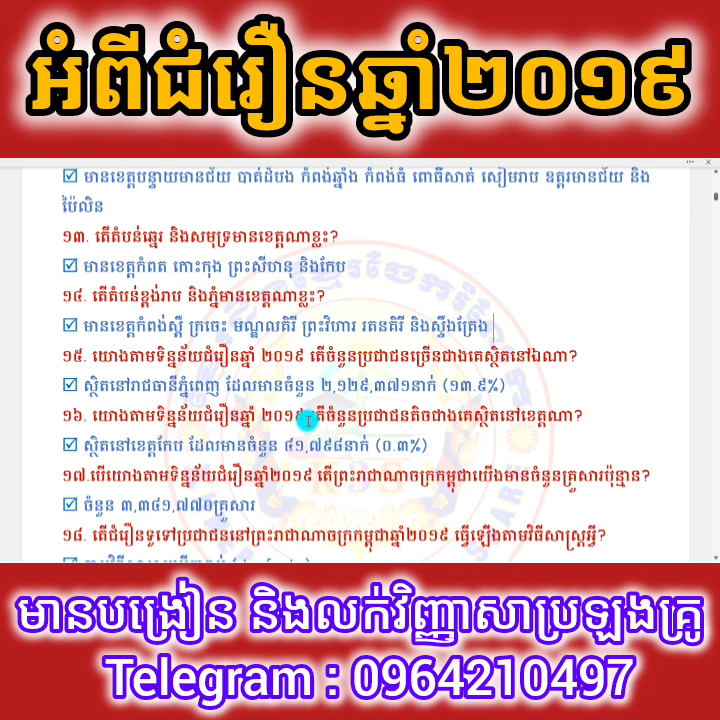 អំពីជំរឿនឆ្នាំ២០១៩
☑ មានខេត្តបន្ទាយមានជ័យ បាត់ដំបង កំពង់ឆ្នាំង កំពង់ធំ ពោធិ៍សាត់ សៀមរាប ឧត្តរមានជ័យ និង
ប៉ៃលិន
១៣. តើតំបន់ឆ្នេរ និងសមុទ្រមានខេត្តណាខ្លះ?
☑ មានខេត្តកំពត កោះកុង ព្រះសីហនុ និងកែប
១៤. តើតំបន់ខ្ពង់រាប និងភ្នំមានខេត្តណាខ្លះ?
☑ មានខេត្តកំពង់ស្ពឺ ក្រចេះ មណ្ឌលគិរី ព្រះវិហារ រតនគិរី និងស្ទឹងត្រែង
១៥. យោងតាមទិន្នន័យជំរឿនឆ្នាំ ២០១៩ តើចំនួនប្រជាជនច្រើនជាងគេស្ថិតនៅឯណា?
☑ ស្ថិតនៅរាជធានីភ្នំពេញ ដែលមានចំនួន ២,១២៩,៣៧១នាក់ (១៣.៩%)
១៦. យោងតាមទិន្នន័យជំរឿនឆ្នាំ ២០១៩ តើចំនួនប្រជាជនតិចជាងគេស្ថិតនៅខេត្តណា?
☑ ស្ថិតនៅខេត្តកែប ដែលមានចំនួន ៤១,៧៩៨នាក់ (០.៣%)
១៧.បើយោងតាមទិន្នន័យជំរឿនឆ្នាំ២០១៩ តើព្រះរាជាណាចក្រកម្ពុជាយើងមានចំនួនគ្រួសារប៉ុន្មាន?
☑ ចំនួន ៣,៣៤១,៧៧០គ្រួសារ
១៨. តើជំរឿនទូទៅប្រជាជននៅព្រះរាជាណាចក្រកម្ពុជាឆ្នាំ២០១៩ ធ្វើឡើងតាមវិធីសាស្ត្រអ្វី?
មានបង្រៀន និងលក់វិញ្ញាសាប្រឡងគ្រូ
Telegram : 0964210497